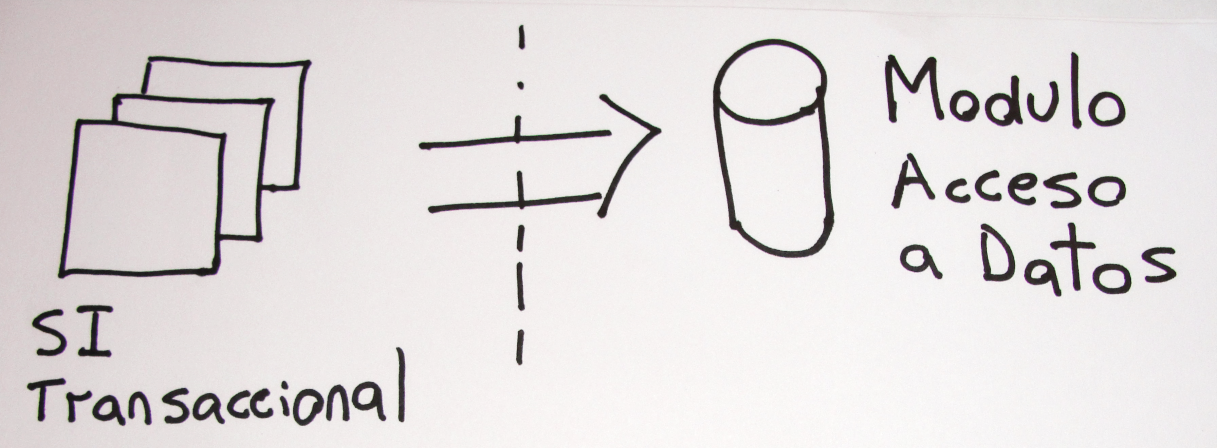 SI
Transaccional
Modulo
Acceso
a Datos